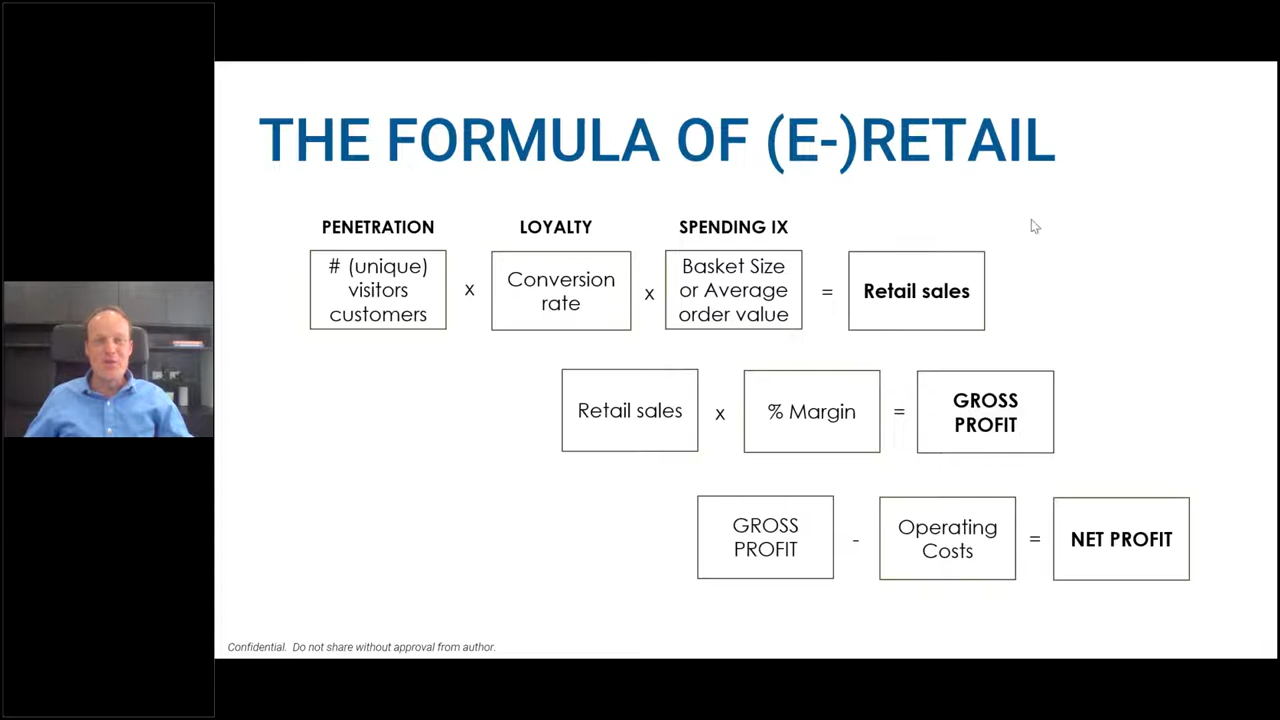 THE FORMULA OF (E-)RETAIL
PENETRATION
LOYALTY
SPENDING IX
# (unique)
visitors
customers
x
Conversion
rate
x
Basket Size
or Average
order value
=
Retail sales
Retail sales
x
% Margin
=
GROSS
PROFIT
GROSS
PROFIT
-
Operating
Costs
=
NET PROFIT
Confidential. Do not share without approval from author.